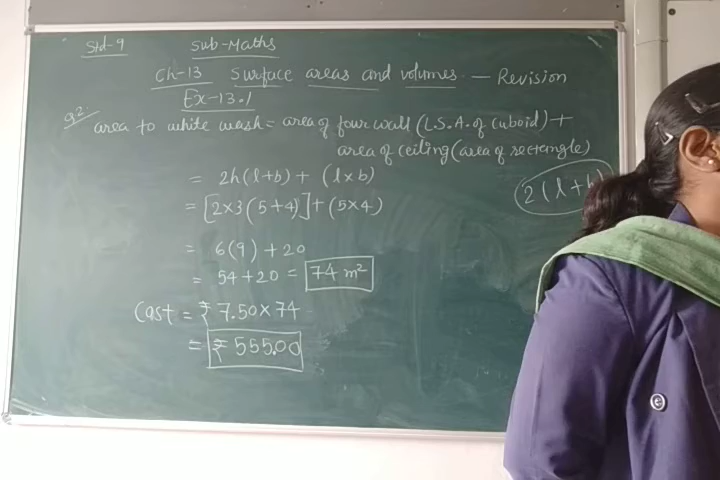 Std-9 Sub-Maths
Ch-13 Surface areas and volumes. — Revision
Ex-13.1
Q2. area to white wash = area of four wall (L.S.A. of cuboid) +
area of ceiling (area of rectangle)
= 2h(l+b) + (l×b)
2(l+b)
= [2×3(5+4)] + (5×4)
= 6(9) + 20
= 54+20 = 74 m²
Cost = ₹ 7.50×74
= ₹ 555.00